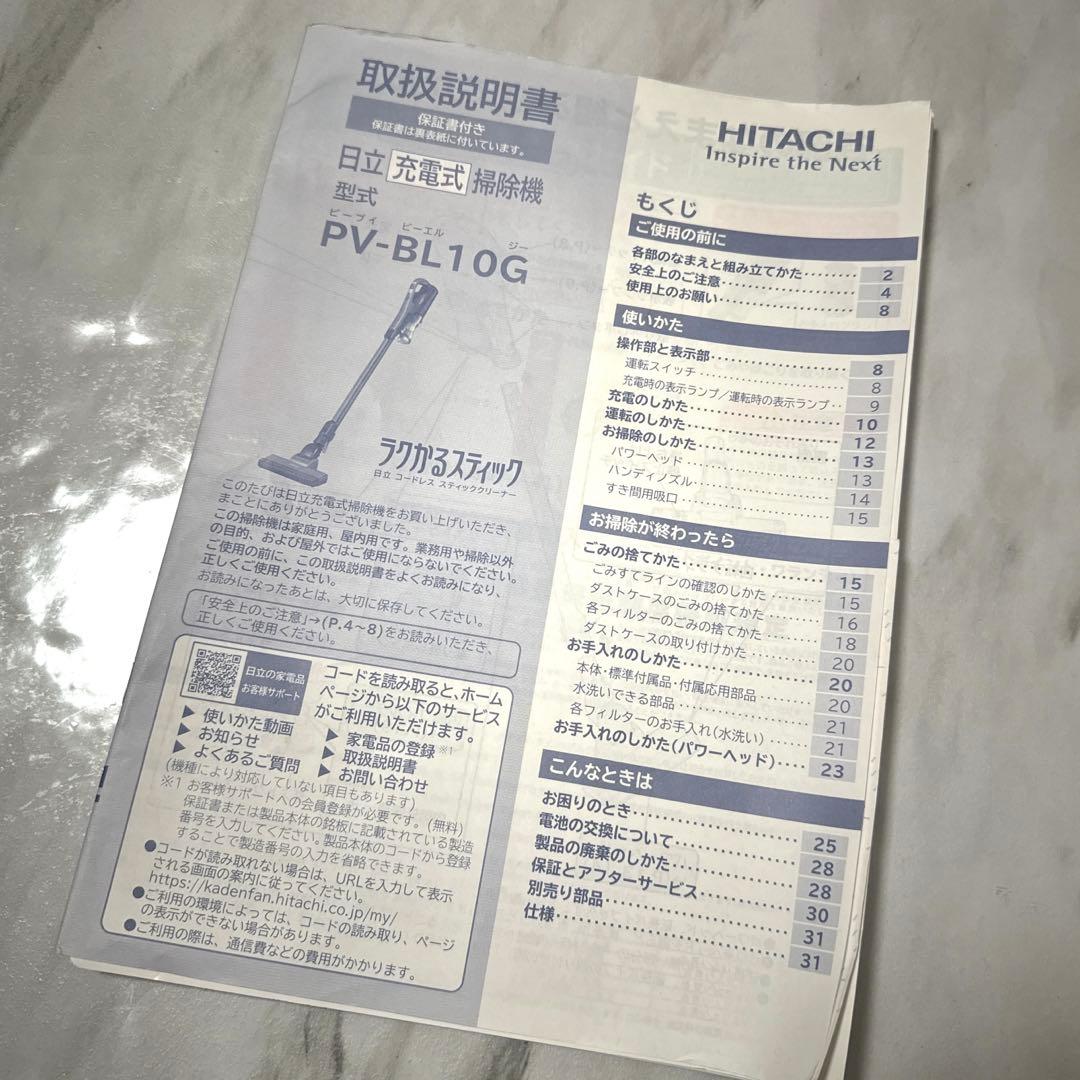 取扱説明書
保証書付き
保証書は裏表紙に付いています。
日立 充電式 掃除機
型式
ピーブイ ビーエル ジー
PV-BL10G
ラクかるスティック
日立 コードレス スティッククリーナー
このたびは日立充電式掃除機をお買い上げいただき、
まことにありがとうございました。
この掃除機は家庭用、屋内用です。業務用や掃除以外
の目的、および屋外ではご使用にならないでください。
ご使用の前に、この取扱説明書をよくお読みになり、
正しくご使用ください。
お読みになったあとは、大切に保存してください。
「安全上のご注意」→(P.4～8)をお読みいただき、
正しくご使用ください。
日立の家電品
お客様サポート
コードを読み取ると、ホーム
ページから以下のサービス
がご利用いただけます。
▶ 使いかた動画
▶ お知らせ
▶ よくあるご質問
▶ 家電品の登録 ※1
▶ 取扱説明書
▶ お問い合わせ
(機種により対応していない項目もあります)
※1 お客様サポートへの会員登録が必要です。(無料)
保証書または製品本体の銘板に記載されている製造
番号を入力してください。製品本体のコードから登録
することで製造番号の入力を省略できます。
●コードが読み取れない場合は、URLを入力して表示
される画面の案内に従ってください。
https://kadenfan.hitachi.co.jp/my/
●ご利用の環境によっては、コードの読み取り、ページ
の表示ができない場合があります。
●ご利用の際は、通信費などの費用がかかります。
HITACHI
Inspire the Next
もくじ
ご使用の前に
各部のなまえと組み立てかた 2
安全上のご注意 4
使用上のお願い 8
使いかた
操作部と表示部 8
運転スイッチ 8
充電時の表示ランプ／運転時の表示ランプ 9
充電のしかた 10
運転のしかた 12
お掃除のしかた 13
パワーヘッド 13
ハンディノズル 14
すき間用吸口 15
お掃除が終わったら
ごみの捨てかた 15
ごみすてラインの確認のしかた 15
ダストケースのごみの捨てかた 16
各フィルターのごみの捨てかた 18
ダストケースの取り付けかた 20
お手入れのしかた 20
本体・標準付属品・付属応用部品 20
水洗いできる部品 21
各フィルターのお手入れ(水洗い) 21
お手入れのしかた(パワーヘッド) 23
こんなときは
お困りのとき 25
電池の交換について 28
製品の廃棄のしかた 28
保証とアフターサービス 30
別売り部品 31
仕様 31